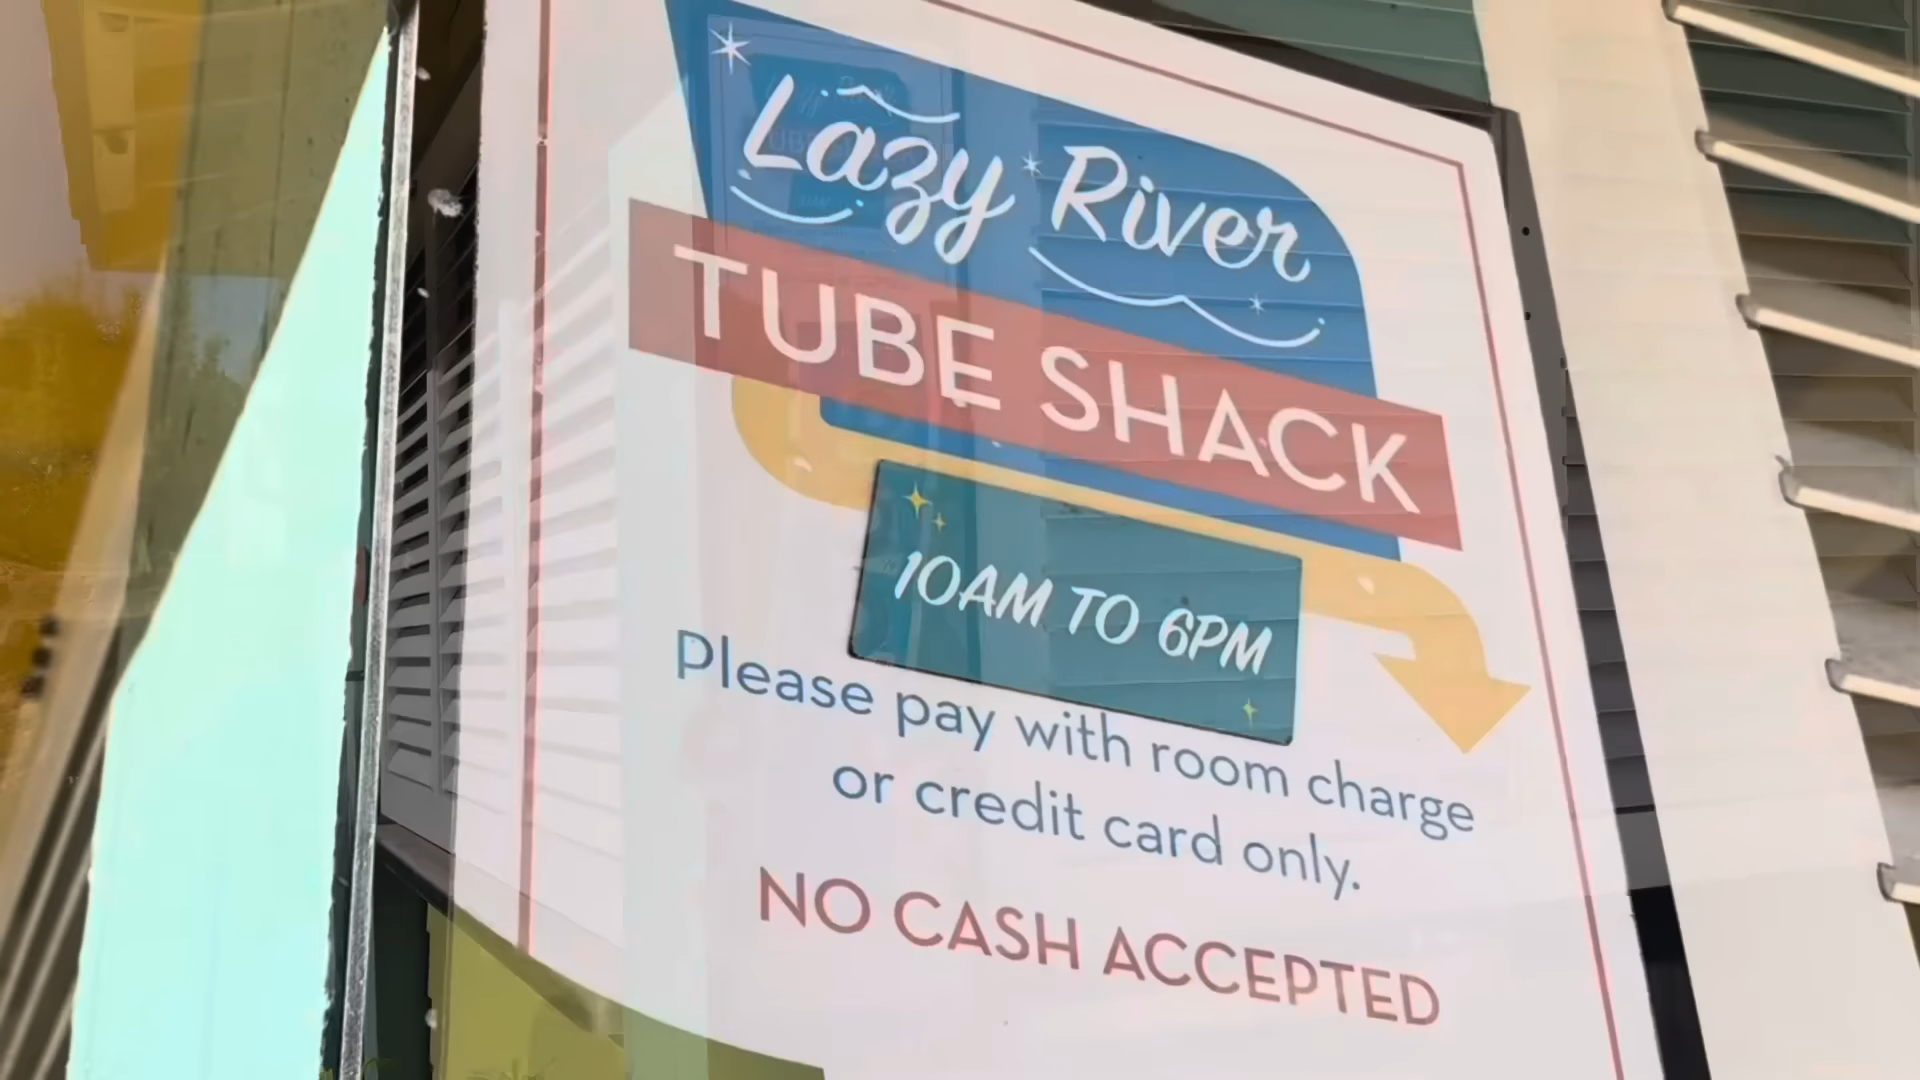 Lazy River
TUBE SHACK
10AM TO 6PM
Please pay with room charge
or credit card only.
NO CASH ACCEPTED